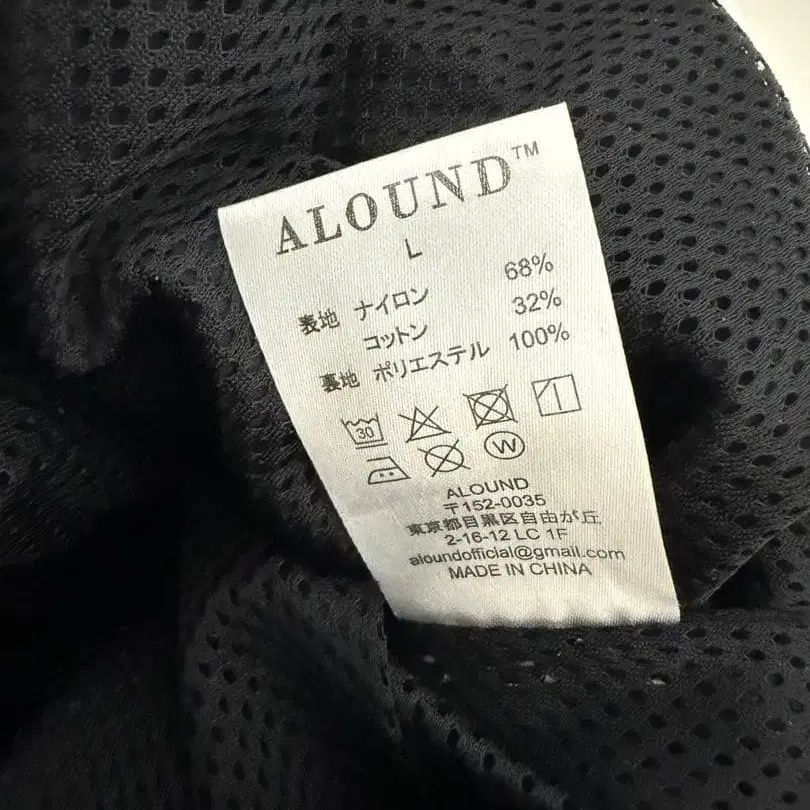 ALOUND™
L
表地 ナイロン 68%
コットン 32%
裏地 ポリエステル 100%
30
W
ALOUND
〒152-0035
東京都目黒区自由が丘
2-16-12 LC 1F
aloundofficial@gmail.com
MADE IN CHINA